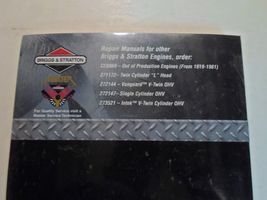 BRIGGS & STRATTON
MASTER
For Quality Service visit a
Master Service Technician
Repair Manuals for other
Briggs & Stratton Engines, order:
CE8069 – Out of Production Engines (From 1919-1981)
271172– Twin Cylinder "L" Head
272144 – Vanguard™ V-Twin OHV
272147– Single Cylinder OHV
273521 – Intek™ V-Twin Cylinder OHV